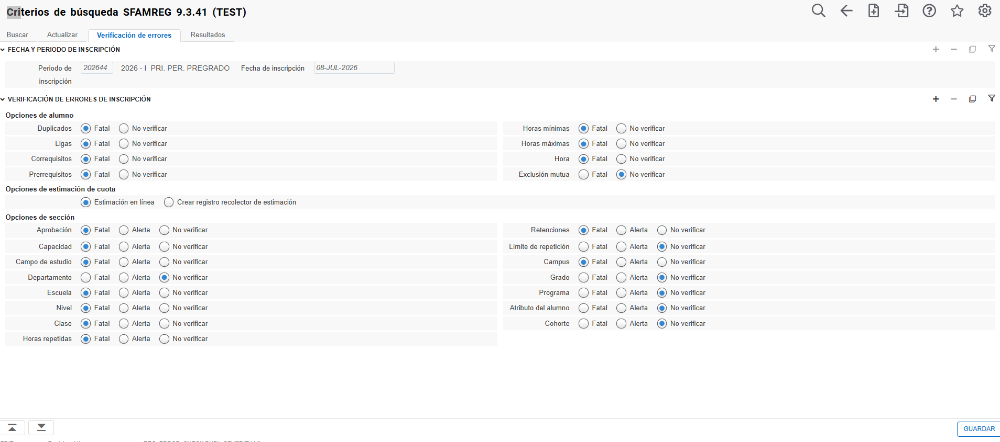 Criterios de búsqueda SFAMREG 9.3.41 (TEST)
Buscar Actualizar Verificación de errores Resultados
FECHA Y PERIODO DE INSCRIPCIÓN
Periodo de inscripción 202644 2026 - I PRI. PER. PREGRADO Fecha de inscripción 08-JUL-2026
VERIFICACIÓN DE ERRORES DE INSCRIPCIÓN
Opciones de alumno
Duplicados Fatal No verificar Horas mínimas Fatal No verificar
Ligas Fatal No verificar Horas máximas Fatal No verificar
Correquisitos Fatal No verificar Hora Fatal No verificar
Prerrequisitos Fatal No verificar Exclusión mutua Fatal No verificar
Opciones de estimación de cuota
Estimación en línea Crear registro recolector de estimación
Opciones de sección
Aprobación Fatal Alerta No verificar Retenciones Fatal Alerta No verificar
Capacidad Fatal Alerta No verificar Límite de repetición Fatal Alerta No verificar
Campo de estudio Fatal Alerta No verificar Campus Fatal Alerta No verificar
Departamento Fatal Alerta No verificar Grado Fatal Alerta No verificar
Escuela Fatal Alerta No verificar Programa Fatal Alerta No verificar
Nivel Fatal Alerta No verificar Atributo del alumno Fatal Alerta No verificar
Clase Fatal Alerta No verificar Cohorte Fatal Alerta No verificar
Horas repetidas Fatal Alerta No verificar
GUARDAR